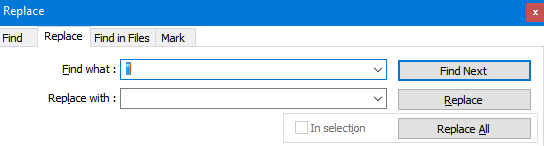 Replace
x
Find Replace Find in Files Mark
Find what : Find Next
Replace with : Replace
In selection Replace All